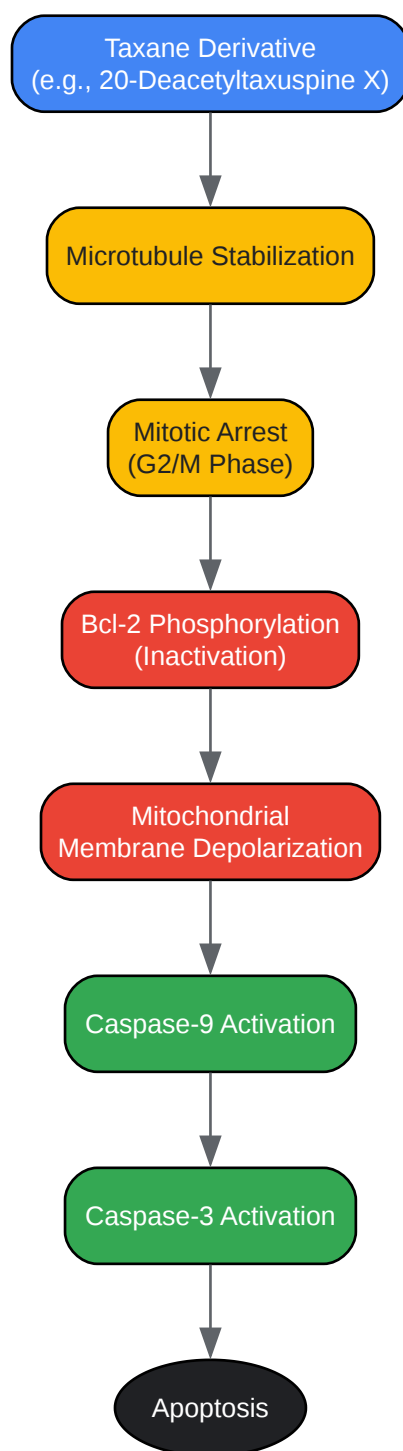 Taxane Derivative
(e.g., 20-Deacetyltaxuspine X)
Microtubule Stabilization
Mitotic Arrest
(G2/M Phase)
Bcl-2 Phosphorylation
(Inactivation)
Mitochondrial
Membrane Depolarization
Caspase-9 Activation
Caspase-3 Activation
Apoptosis